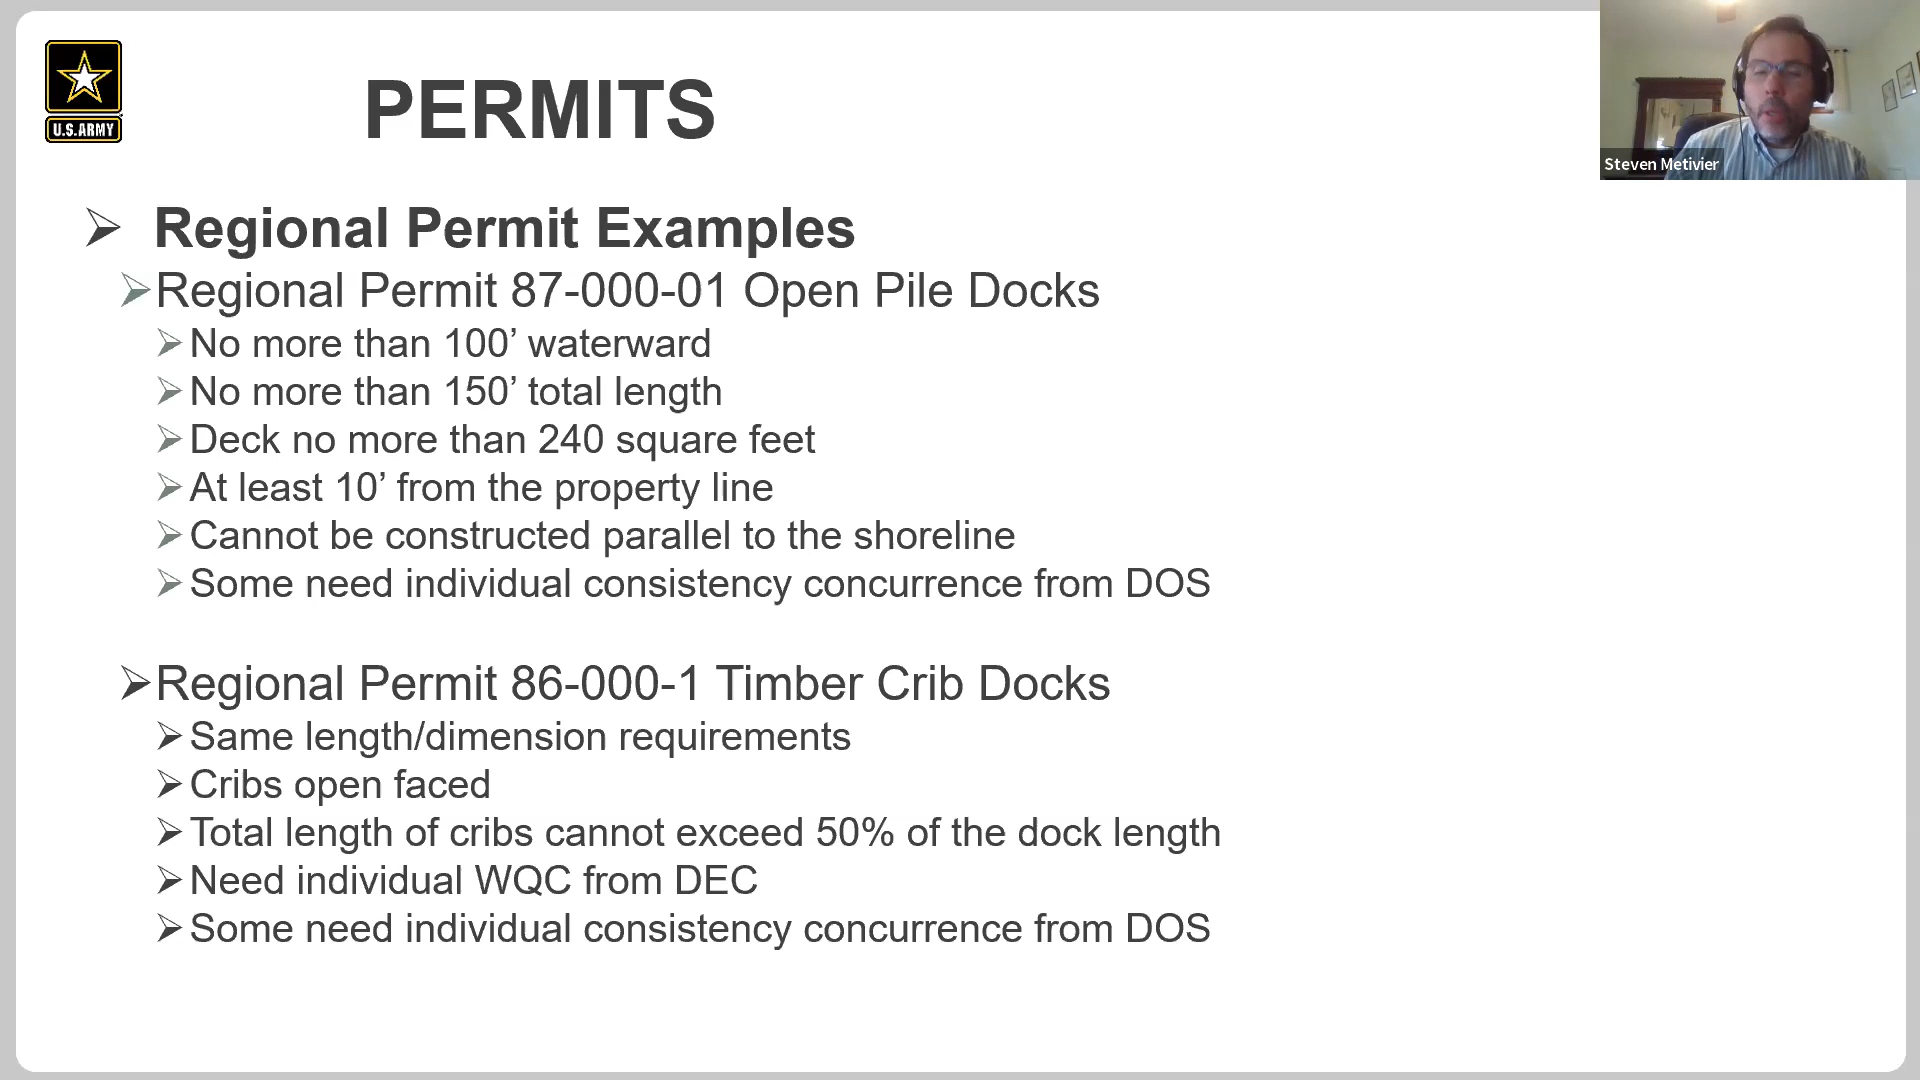 U.S.ARMY
PERMITS
Steven Metivier
Regional Permit Examples
Regional Permit 87-000-01 Open Pile Docks
No more than 100’ waterward
No more than 150’ total length
Deck no more than 240 square feet
At least 10’ from the property line
Cannot be constructed parallel to the shoreline
Some need individual consistency concurrence from DOS
Regional Permit 86-000-1 Timber Crib Docks
Same length/dimension requirements
Cribs open faced
Total length of cribs cannot exceed 50% of the dock length
Need individual WQC from DEC
Some need individual consistency concurrence from DOS